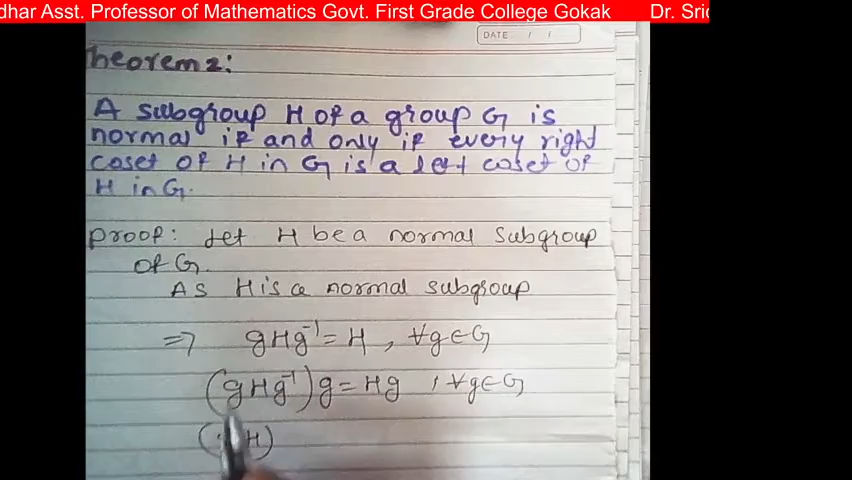 dhar Asst. Professor of Mathematics Govt. First Grade College Gokak Dr. Srid
DATE / /
Theorem 2:
A subgroup H of a group G is
normal if and only if every right
coset of H in G is a left coset of
H in G.
Proof: Let H be a normal subgroup
of G.
As H is a normal subgroup
⇒ gHg⁻¹ = H , ∀g∈G
(gHg⁻¹)g = Hg , ∀g∈G
( H)